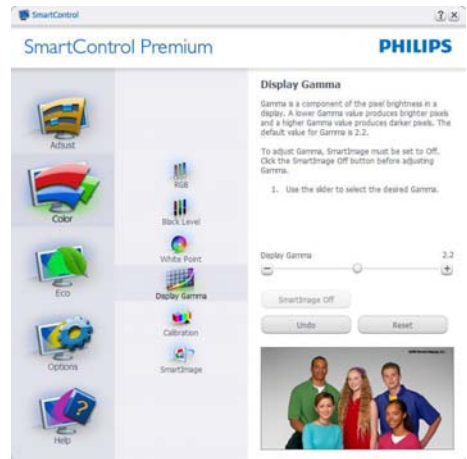 SmartControl
SmartControl Premium
PHILIPS
Adjust
Color
Eco
Options
Help
RGB
Black Level
White Point
Display Gamma
Calibration
SmartImage
Display Gamma
Gamma is a component of the pixel brightness in a
display. A lower Gamma value produces brighter pixels
and a higher Gamma value produces darker pixels. The
default value for Gamma is 2.2.
To adjust Gamma, SmartImage must be set to Off.
Click the SmartImage Off button before adjusting
Gamma.
1. Use the slider to select the desired Gamma.
Display Gamma 2.2
SmartImage Off
Undo Reset